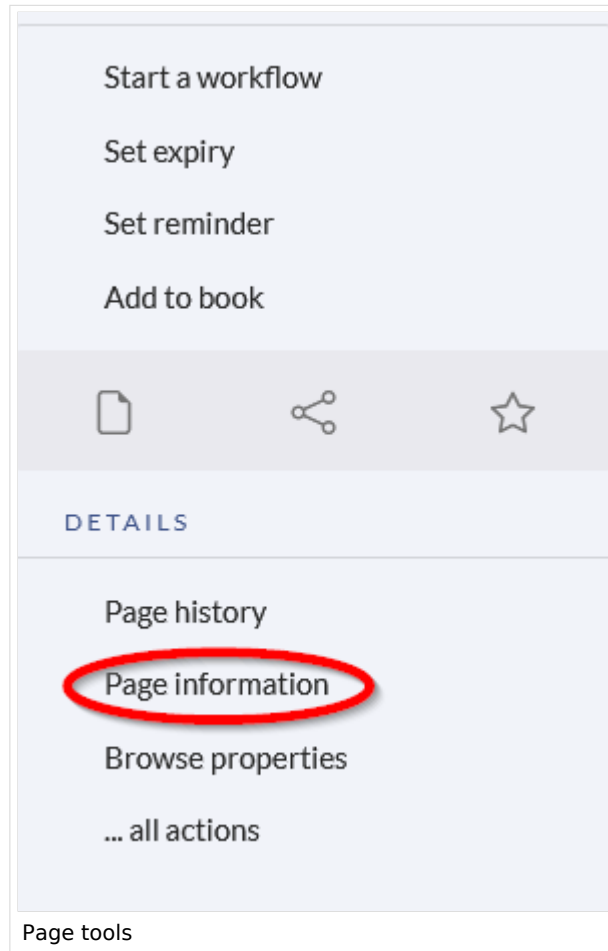 Start a workflow
Set expiry
Set reminder
Add to book
DETAILS
Page history
Page information
Browse properties
... all actions
Page tools